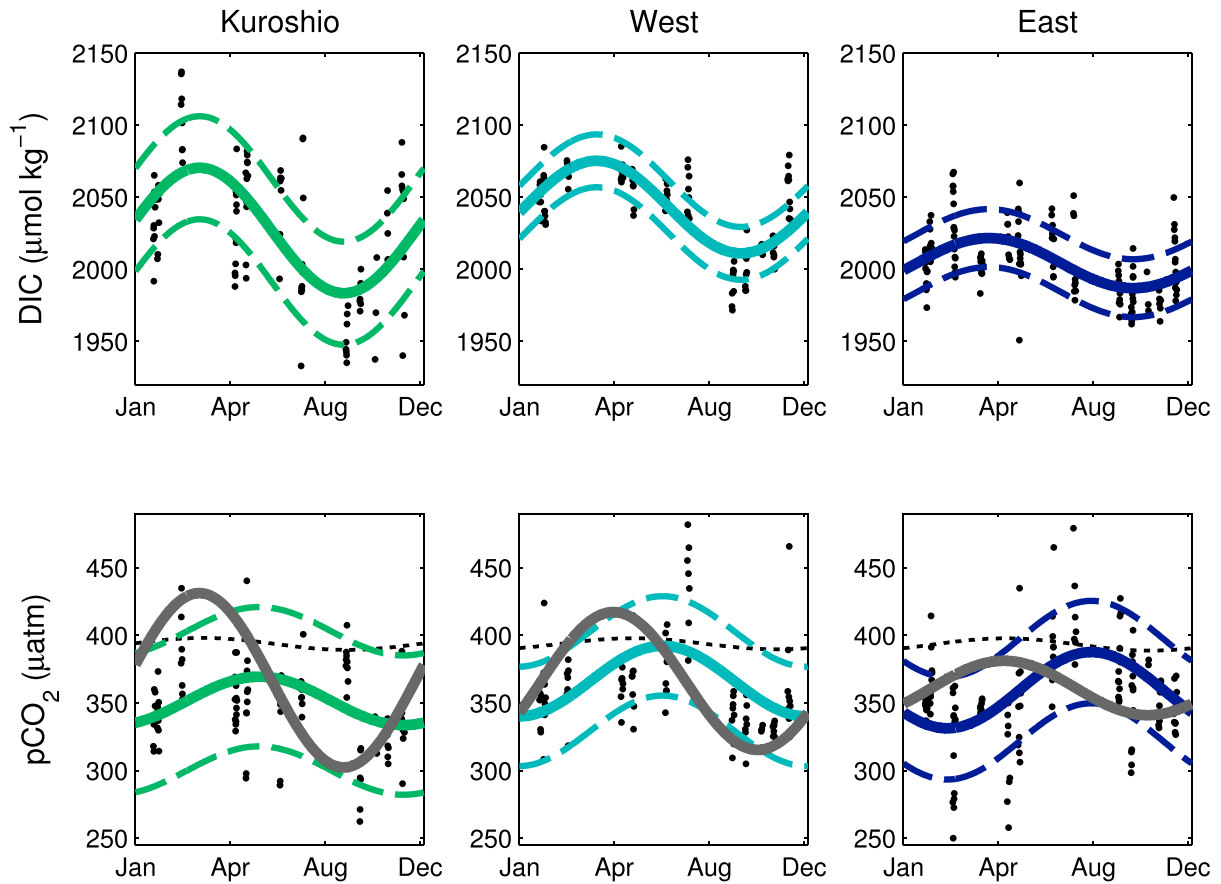 Kuroshio West East
2150 2150 2150
2100 2100 2100
2050 2050 2050
2000 2000 2000
1950 1950 1950
DIC (μmol kg⁻¹)
Jan Apr Aug Dec Jan Apr Aug Dec Jan Apr Aug Dec
450 450 450
400 400 400
350 350 350
300 300 300
250 250 250
pCO₂ (μatm)
Jan Apr Aug Dec Jan Apr Aug Dec Jan Apr Aug Dec